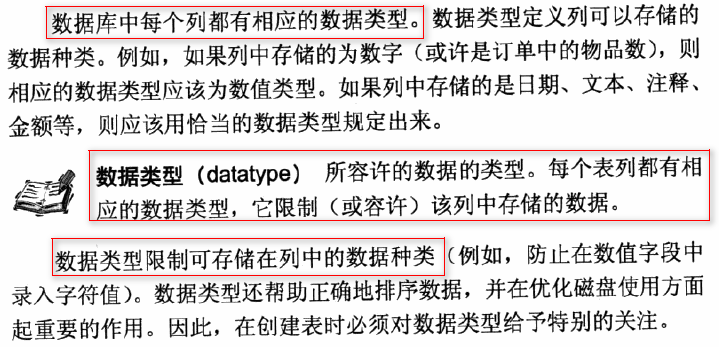 数据库中每个列都有相应的数据类型。数据类型定义列可以存储的
数据种类。例如，如果列中存储的为数字（或许是订单中的物品数），则
相应的数据类型应该为数值类型。如果列中存储的是日期、文本、注释、
金额等，则应该用恰当的数据类型规定出来。
数据类型（datatype） 所容许的数据的类型。每个表列都有相
应的数据类型，它限制（或容许）该列中存储的数据。
数据类型限制可存储在列中的数据种类（例如，防止在数值字段中
录入字符值）。数据类型还帮助正确地排序数据，并在优化磁盘使用方面
起重要的作用。因此，在创建表时必须对数据类型给予特别的关注。